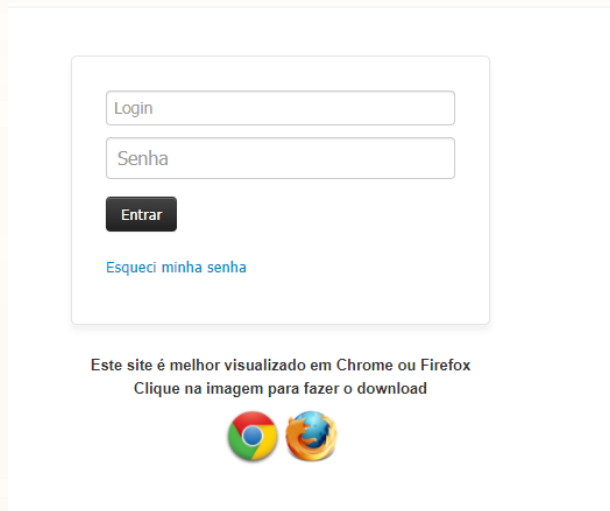 Login
Senha
Entrar
Esqueci minha senha
Este site é melhor visualizado em Chrome ou Firefox
Clique na imagem para fazer o download